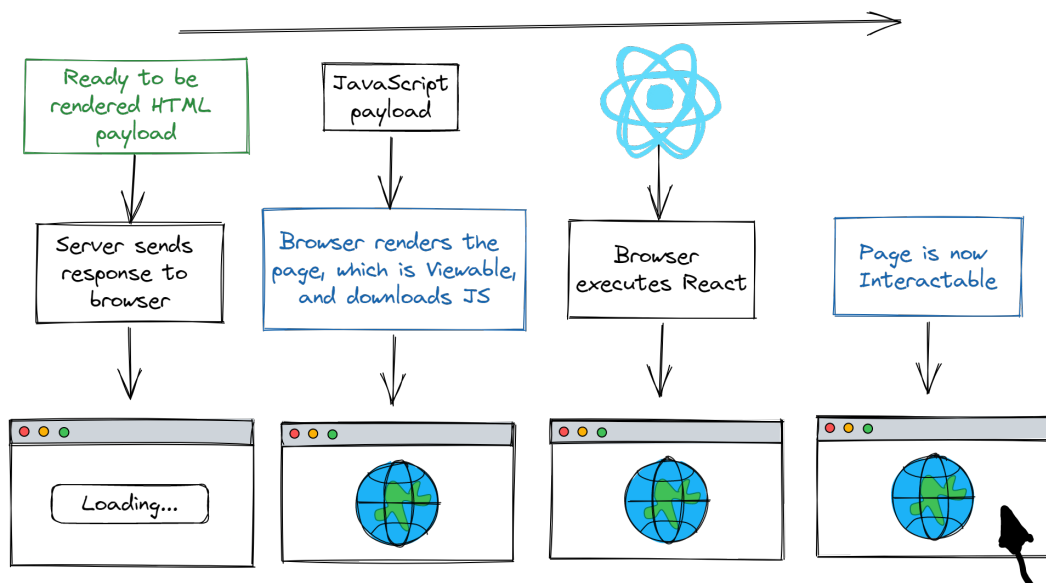 Ready to be
rendered HTML
payload
JavaScript
payload
Server sends
response to
browser
Browser renders the
page, which is Viewable,
and downloads JS
Browser
executes React
Page is now
Interactable
Loading...